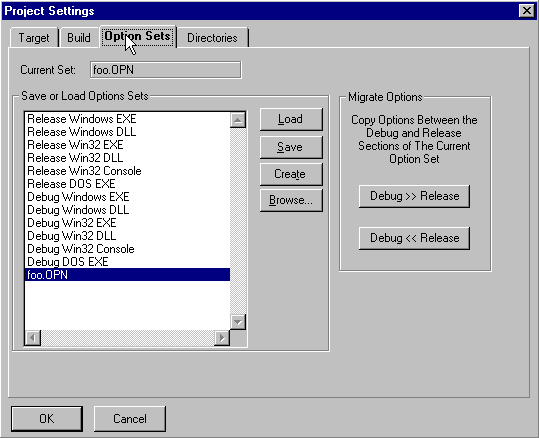 Project Settings
Target Build Option Sets Directories
Current Set: foo.OPN
Save or Load Options Sets
Release Windows EXE
Release Windows DLL
Release Win32 EXE
Release Win32 DLL
Release Win32 Console
Release DOS EXE
Debug Windows EXE
Debug Windows DLL
Debug Win32 EXE
Debug Win32 DLL
Debug Win32 Console
Debug DOS EXE
foo.OPN
Load
Save
Create
Browse...
Migrate Options
Copy Options Between the
Debug and Release
Sections of The Current
Option Set
Debug >> Release
Debug << Release
OK Cancel